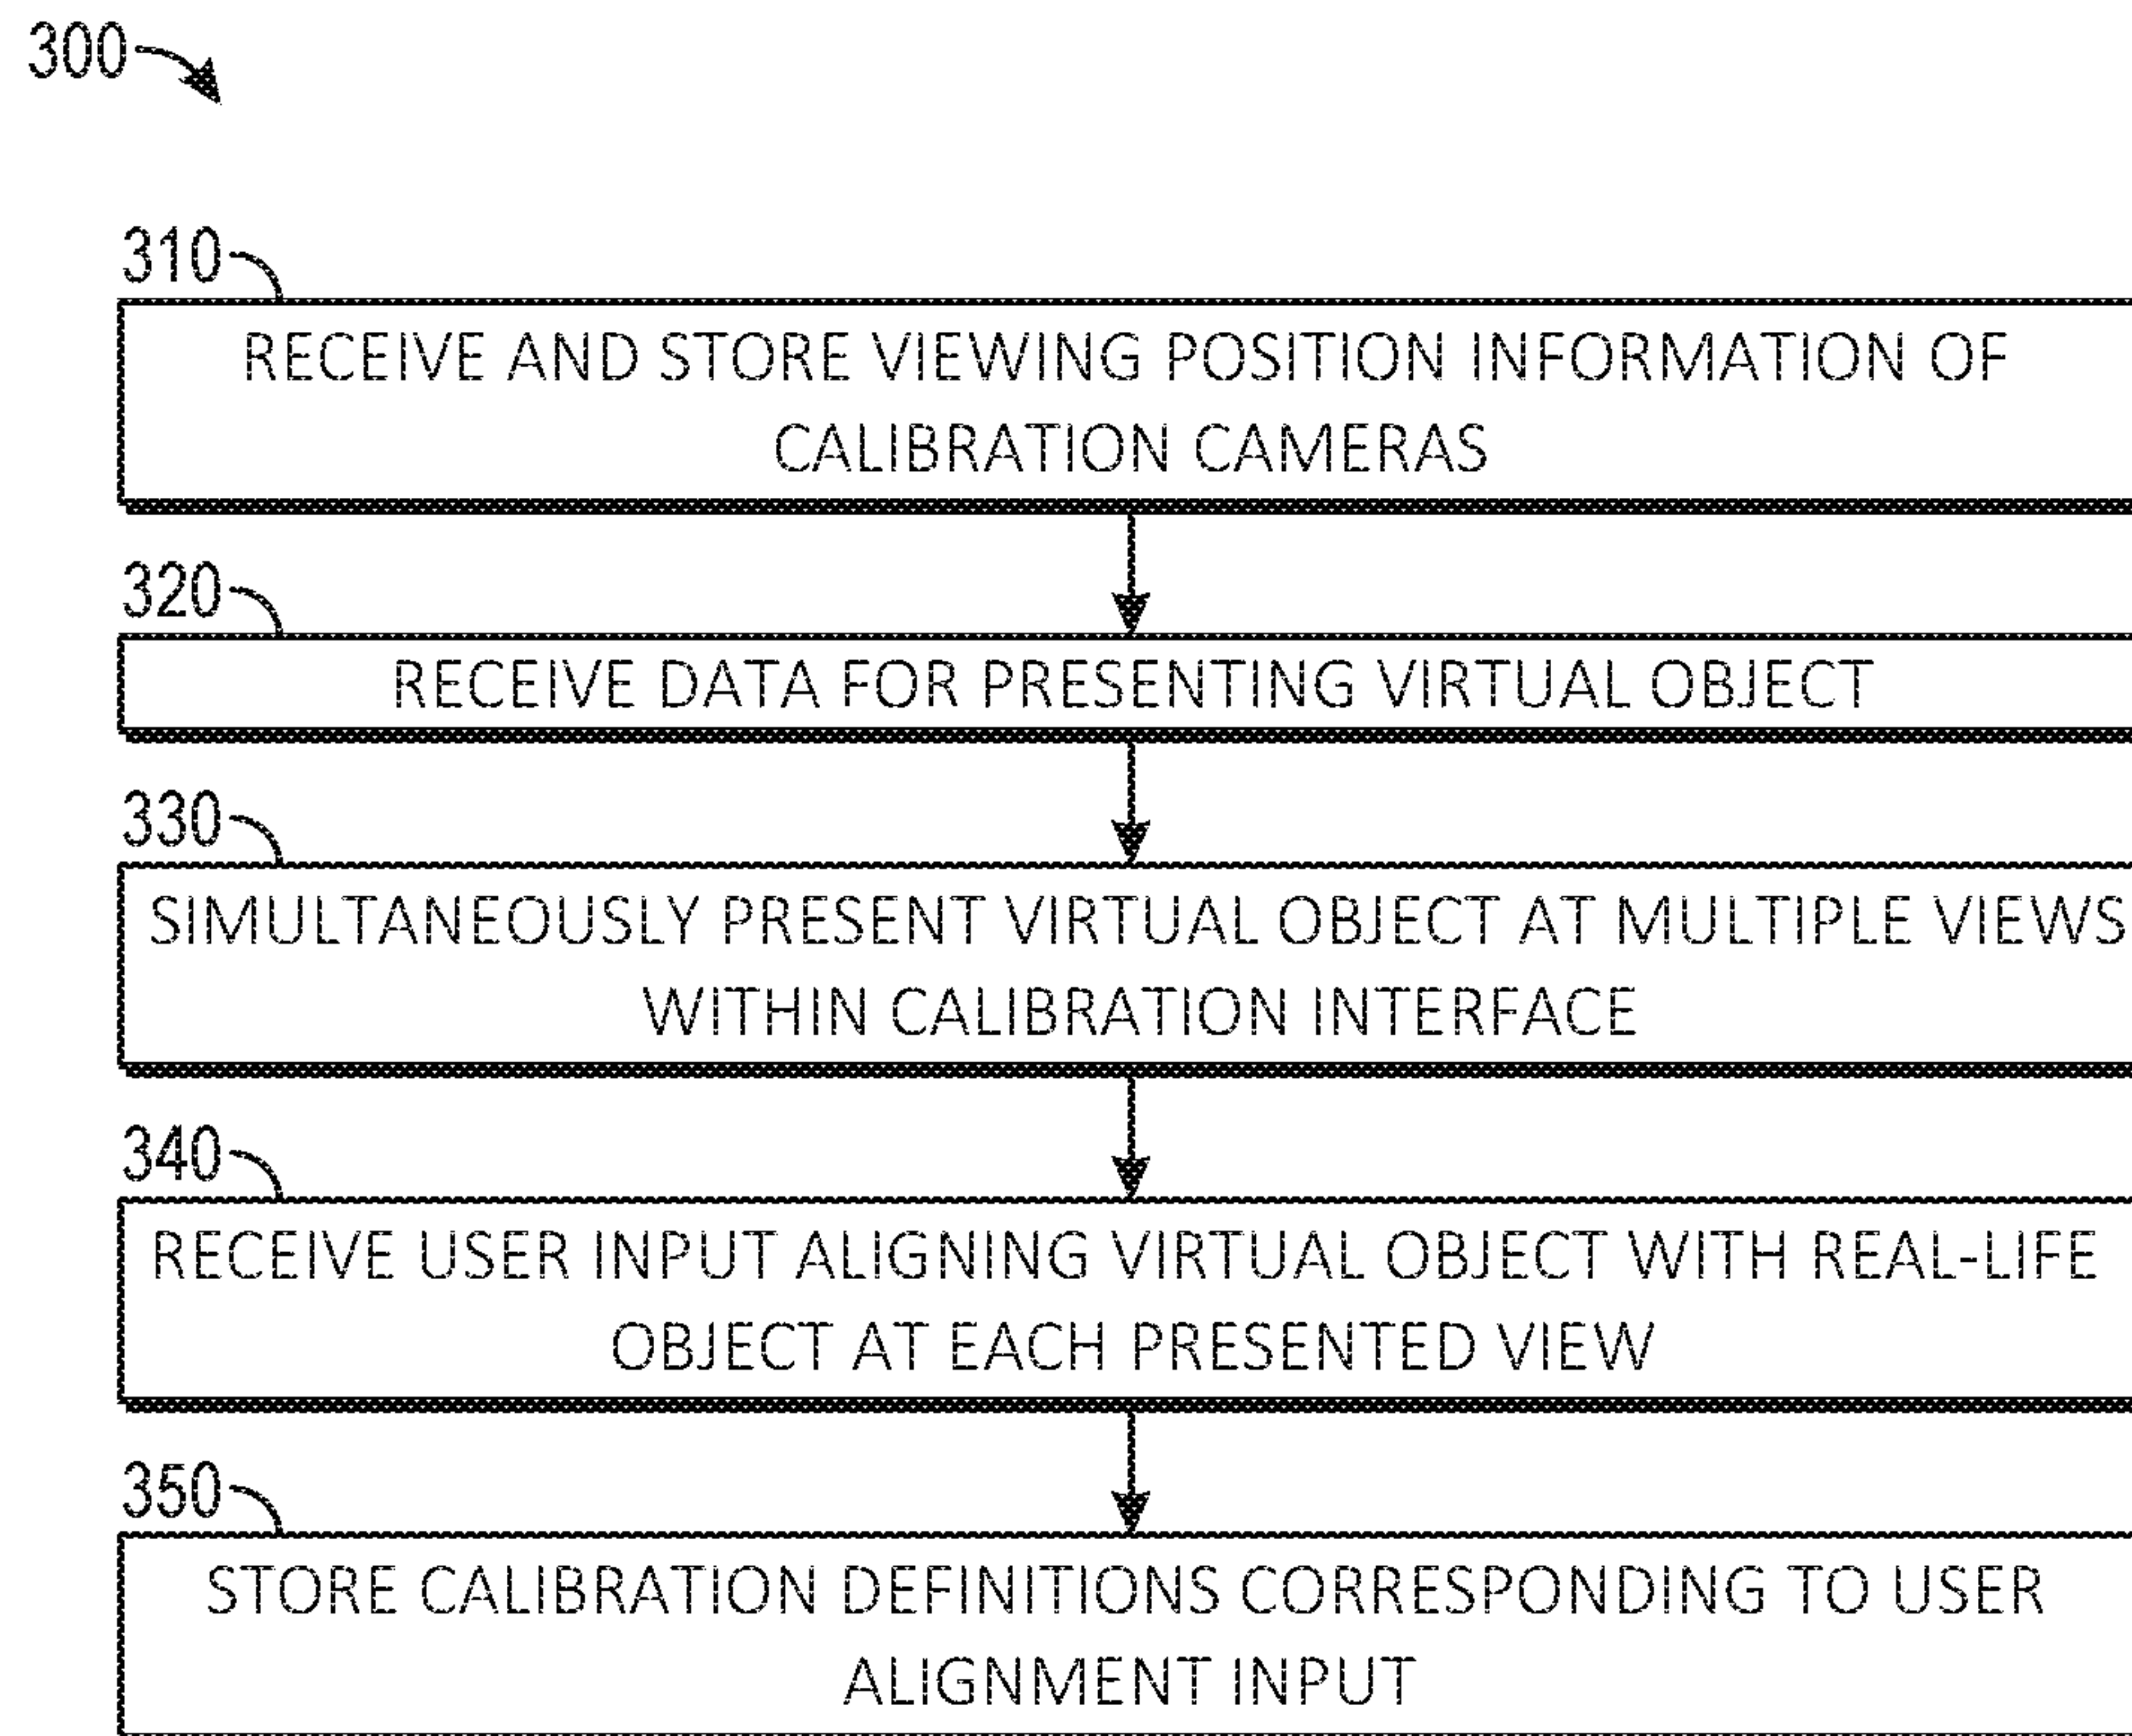 300
310
RECEIVE AND STORE VIEWING POSITION INFORMATION OF
CALIBRATION CAMERAS
320
RECEIVE DATA FOR PRESENTING VIRTUAL OBJECT
330
SIMULTANEOUSLY PRESENT VIRTUAL OBJECT AT MULTIPLE VIEWS
WITHIN CALIBRATION INTERFACE
340
RECEIVE USER INPUT ALIGNING VIRTUAL OBJECT WITH REAL-LIFE
OBJECT AT EACH PRESENTED VIEW
350
STORE CALIBRATION DEFINITIONS CORRESPONDING TO USER
ALIGNMENT INPUT